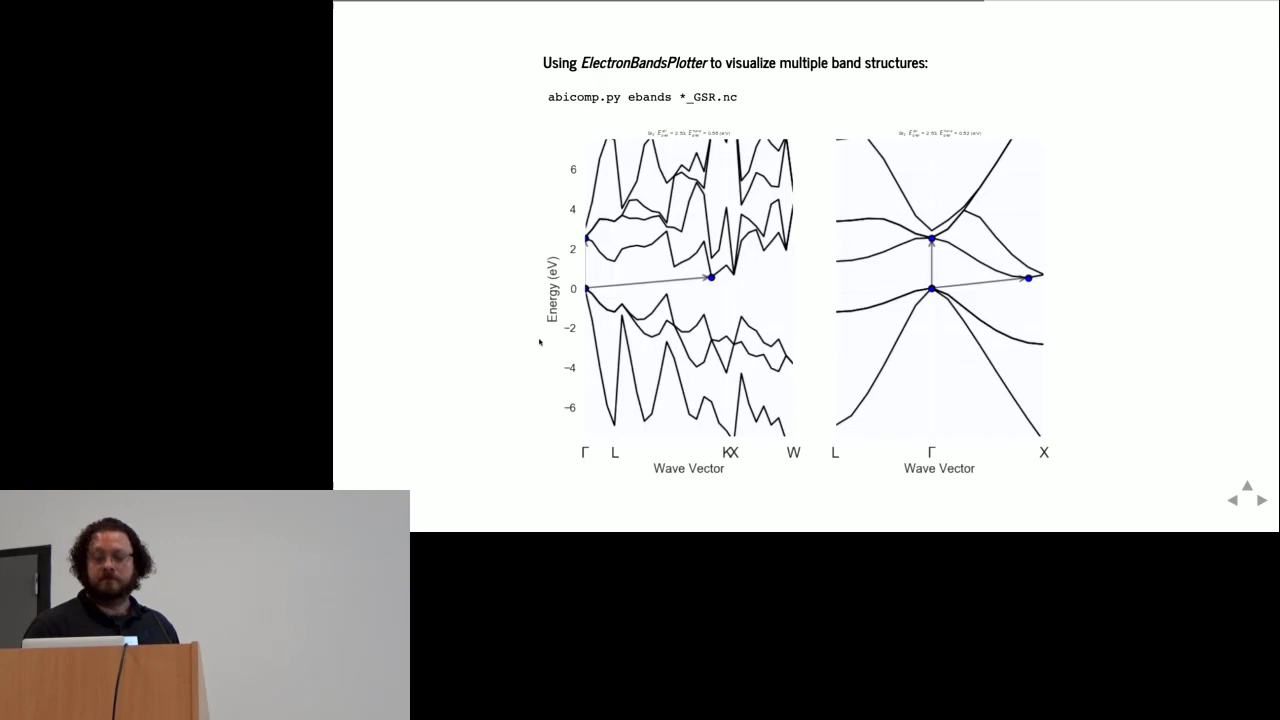 Using ElectronBandsPlotter to visualize multiple band structures:
abicomp.py ebands *_GSR.nc
6
4
2
0
−2
−4
−6
Energy (eV)
Γ L KX W
Wave Vector
L Γ X
Wave Vector